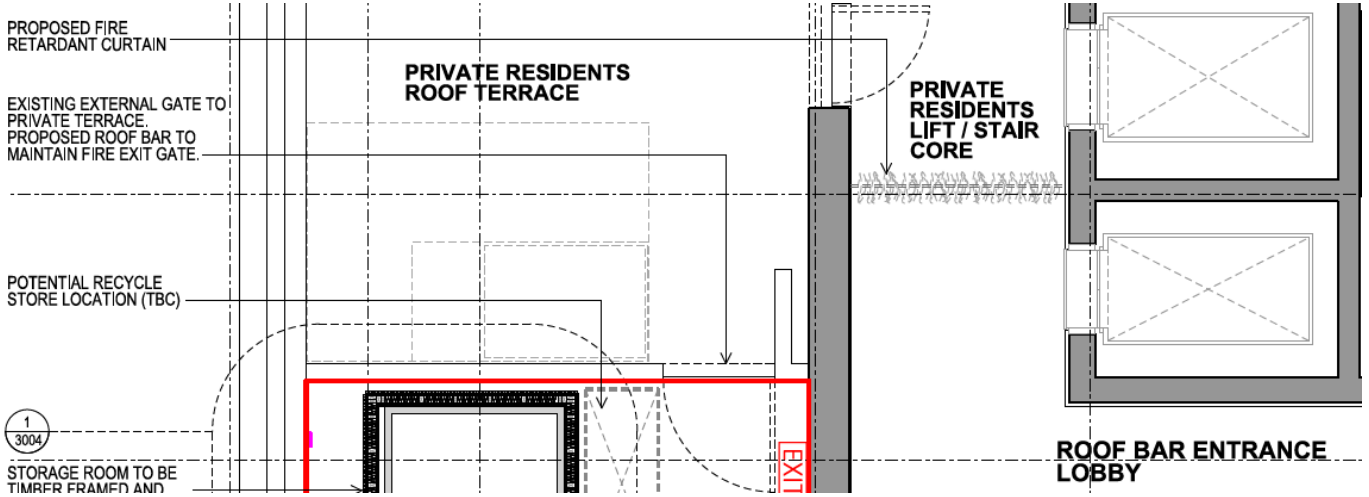 PROPOSED FIRE
RETARDANT CURTAIN
EXISTING EXTERNAL GATE TO
PRIVATE TERRACE.
PROPOSED ROOF BAR TO
MAINTAIN FIRE EXIT GATE.
POTENTIAL RECYCLE
STORE LOCATION (TBC)
1
3004
STORAGE ROOM TO BE
TIMBER FRAMED AND
PRIVATE RESIDENTS
ROOF TERRACE
PRIVATE
RESIDENTS
LIFT / STAIR
CORE
EXIT
ROOF BAR ENTRANCE
LOBBY